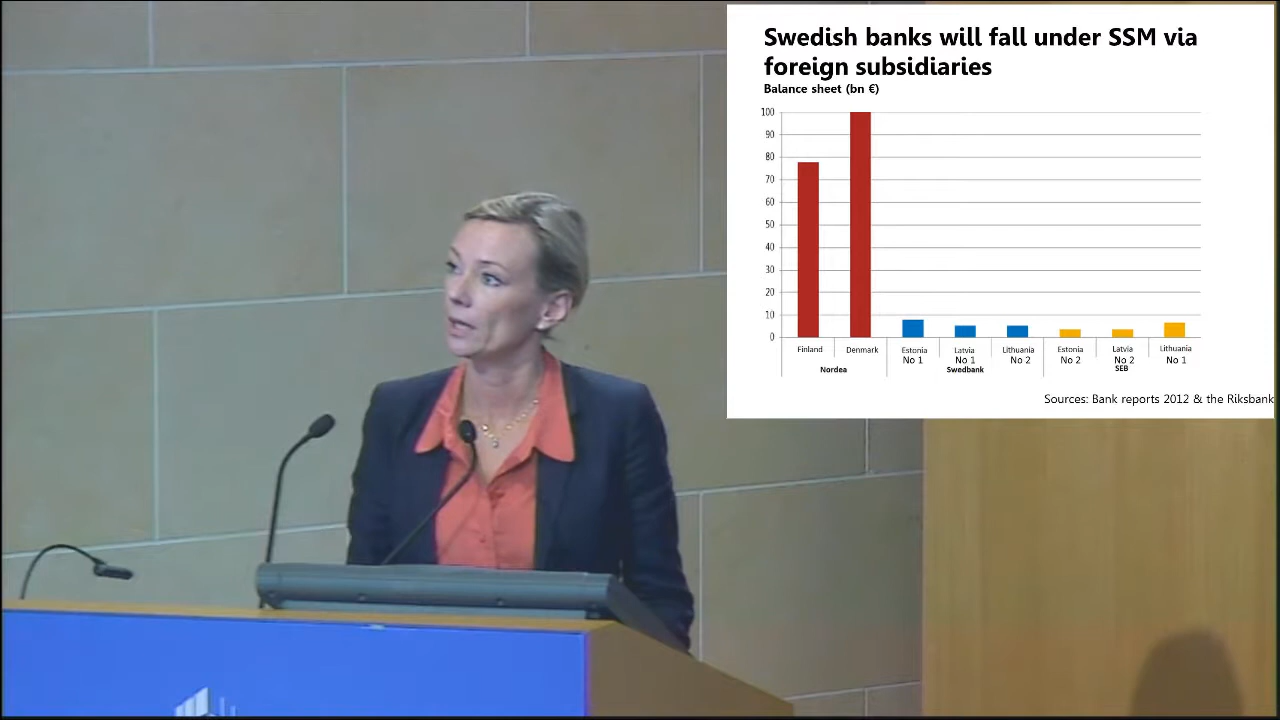 Swedish banks will fall under SSM via
foreign subsidiaries
Balance sheet (bn €)
100
90
80
70
60
50
40
30
20
10
0
Finland Denmark Estonia Latvia Lithuania Estonia Latvia Lithuania
No 1 No 1 No 2 No 2 No 2 No 1
Nordea Swedbank SEB
Sources: Bank reports 2012 & the Riksbank